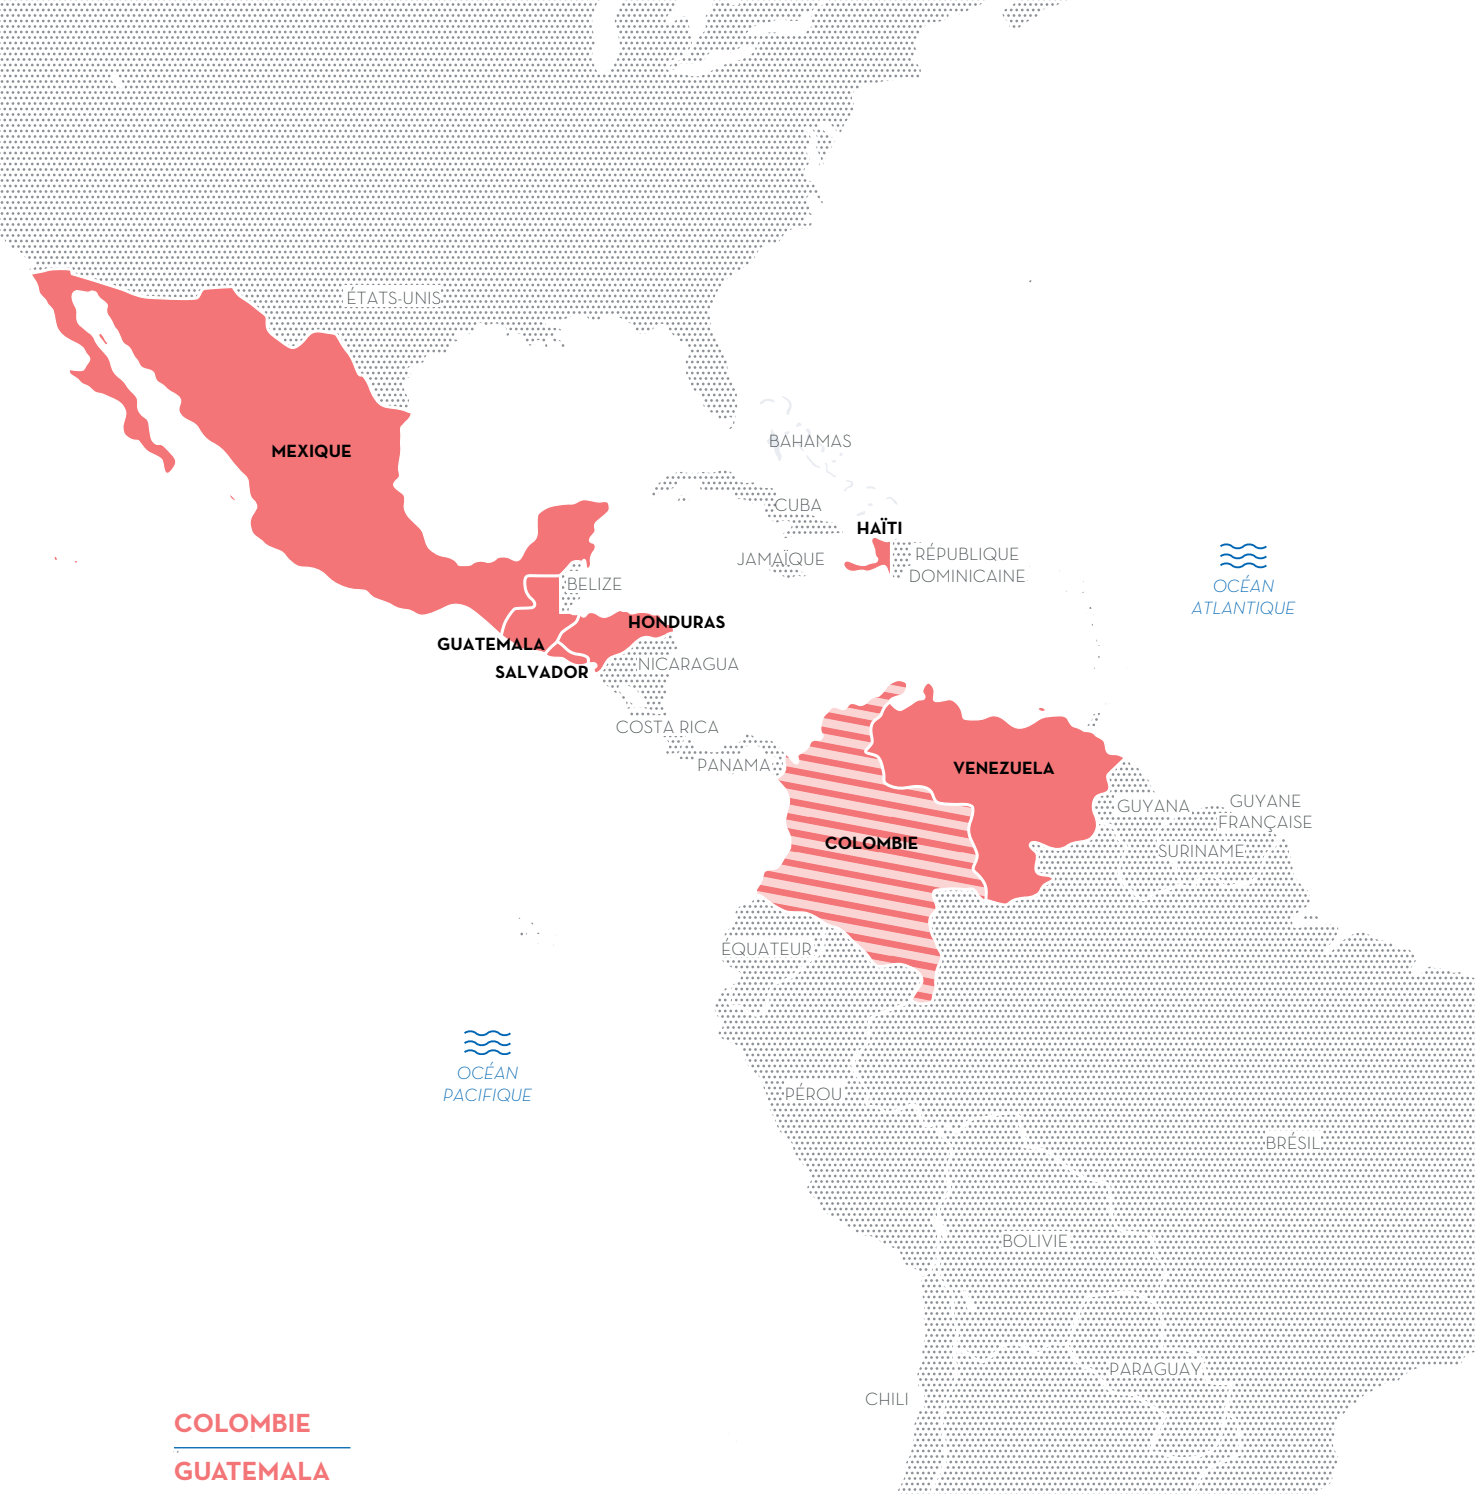 ÉTATS-UNIS
MEXIQUE
BAHAMAS
CUBA
HAÏTI
JAMAÏQUE
RÉPUBLIQUE
DOMINICAINE
BELIZE
OCÉAN
ATLANTIQUE
HONDURAS
GUATEMALA
SALVADOR
NICARAGUA
COSTA RICA
PANAMA
VENEZUELA
GUYANA
GUYANE
FRANÇAISE
SURINAME
COLOMBIE
ÉQUATEUR
OCÉAN
PACIFIQUE
PÉROU
BRÉSIL
BOLIVIE
PARAGUAY
CHILI
COLOMBIE
GUATEMALA